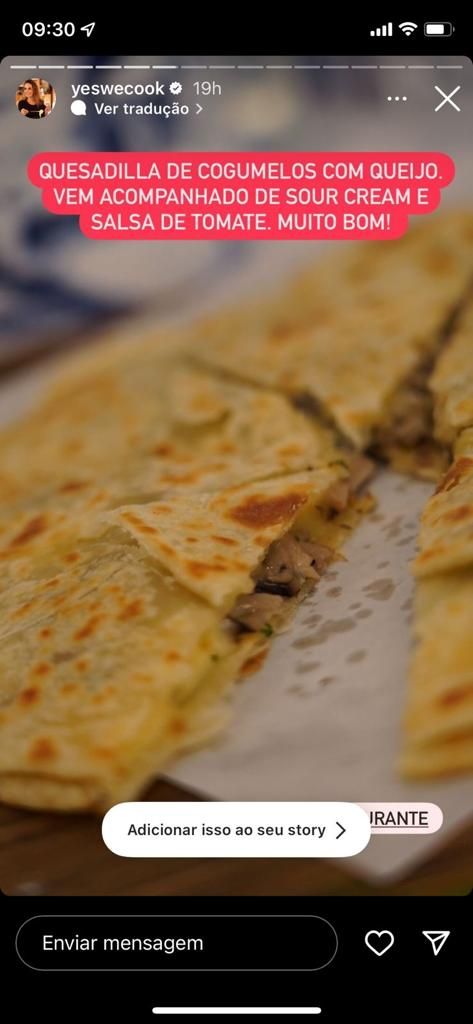 09:30
yeswecook 19h
Ver tradução
QUESADILLA DE COGUMELOS COM QUEIJO.
VEM ACOMPANHADO DE SOUR CREAM E
SALSA DE TOMATE. MUITO BOM!
Adicionar isso ao seu story
Enviar mensagem